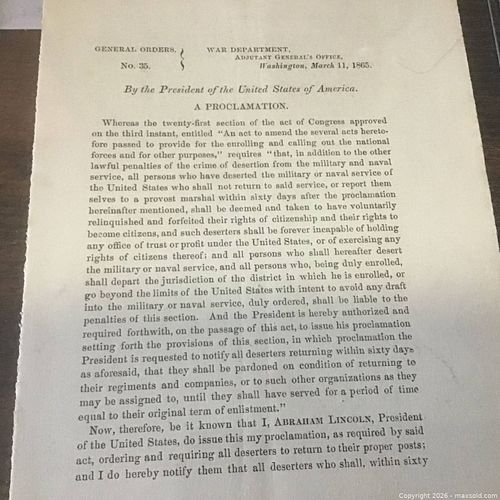 GENERAL ORDERS,
No. 35.
WAR DEPARTMENT,
ADJUTANT GENERAL'S OFFICE,
Washington, March 11, 1865.
By the President of the United States of America.
A PROCLAMATION.
Whereas the twenty-first section of the act of Congress approved
on the third instant, entitled "An act to amend the several acts hereto-
fore passed to provide for the enrolling and calling out the national
forces and for other purposes," requires "that, in addition to the other
lawful penalties of the crime of desertion from the military and naval
service, all persons who have deserted the military or naval service of
the United States who shall not return to said service, or report them
selves to a provost marshal within sixty days after the proclamation
hereinafter mentioned, shall be deemed and taken to have voluntarily
relinquished and forfeited their rights of citizenship and their rights to
become citizens, and such deserters shall be forever incapable of holding
any office of trust or profit under the United States, or of exercising any
rights of citizens thereof; and all persons who shall hereafter desert
the military or naval service, and all persons who, being duly enrolled,
shall depart the jurisdiction of the district in which he is enrolled, or
go beyond the limits of the United States with intent to avoid any draft
into the military or naval service, duly ordered, shall be liable to the
penalties of this section. And the President is hereby authorized and
required forthwith, on the passage of this act, to issue his proclamation
setting forth the provisions of this section, in which proclamation the
President is requested to notify all deserters returning within sixty days
as aforesaid, that they shall be pardoned on condition of returning to
their regiments and companies, or to such other organizations as they
may be assigned to, until they shall have served for a period of time
equal to their original term of enlistment."
Now, therefore, be it known that I, ABRAHAM LINCOLN, President
of the United States, do issue this my proclamation, as required by said
act, ordering and requiring all deserters to return to their proper posts;
and I do hereby notify them that all deserters who shall, within sixty
Copyright 2026 - maxsold.com